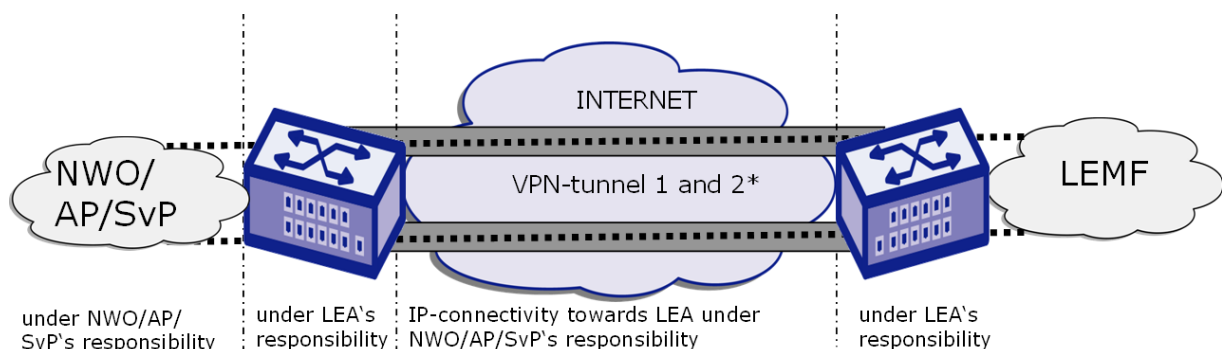 INTERNET
NWO/
AP/SvP
VPN-tunnel 1 and 2*
LEMF
under NWO/AP/
SvP's responsibility
under LEA's
responsibility
IP-connectivity towards LEA under
NWO/AP/SvP's responsibility
under LEA's
responsibility